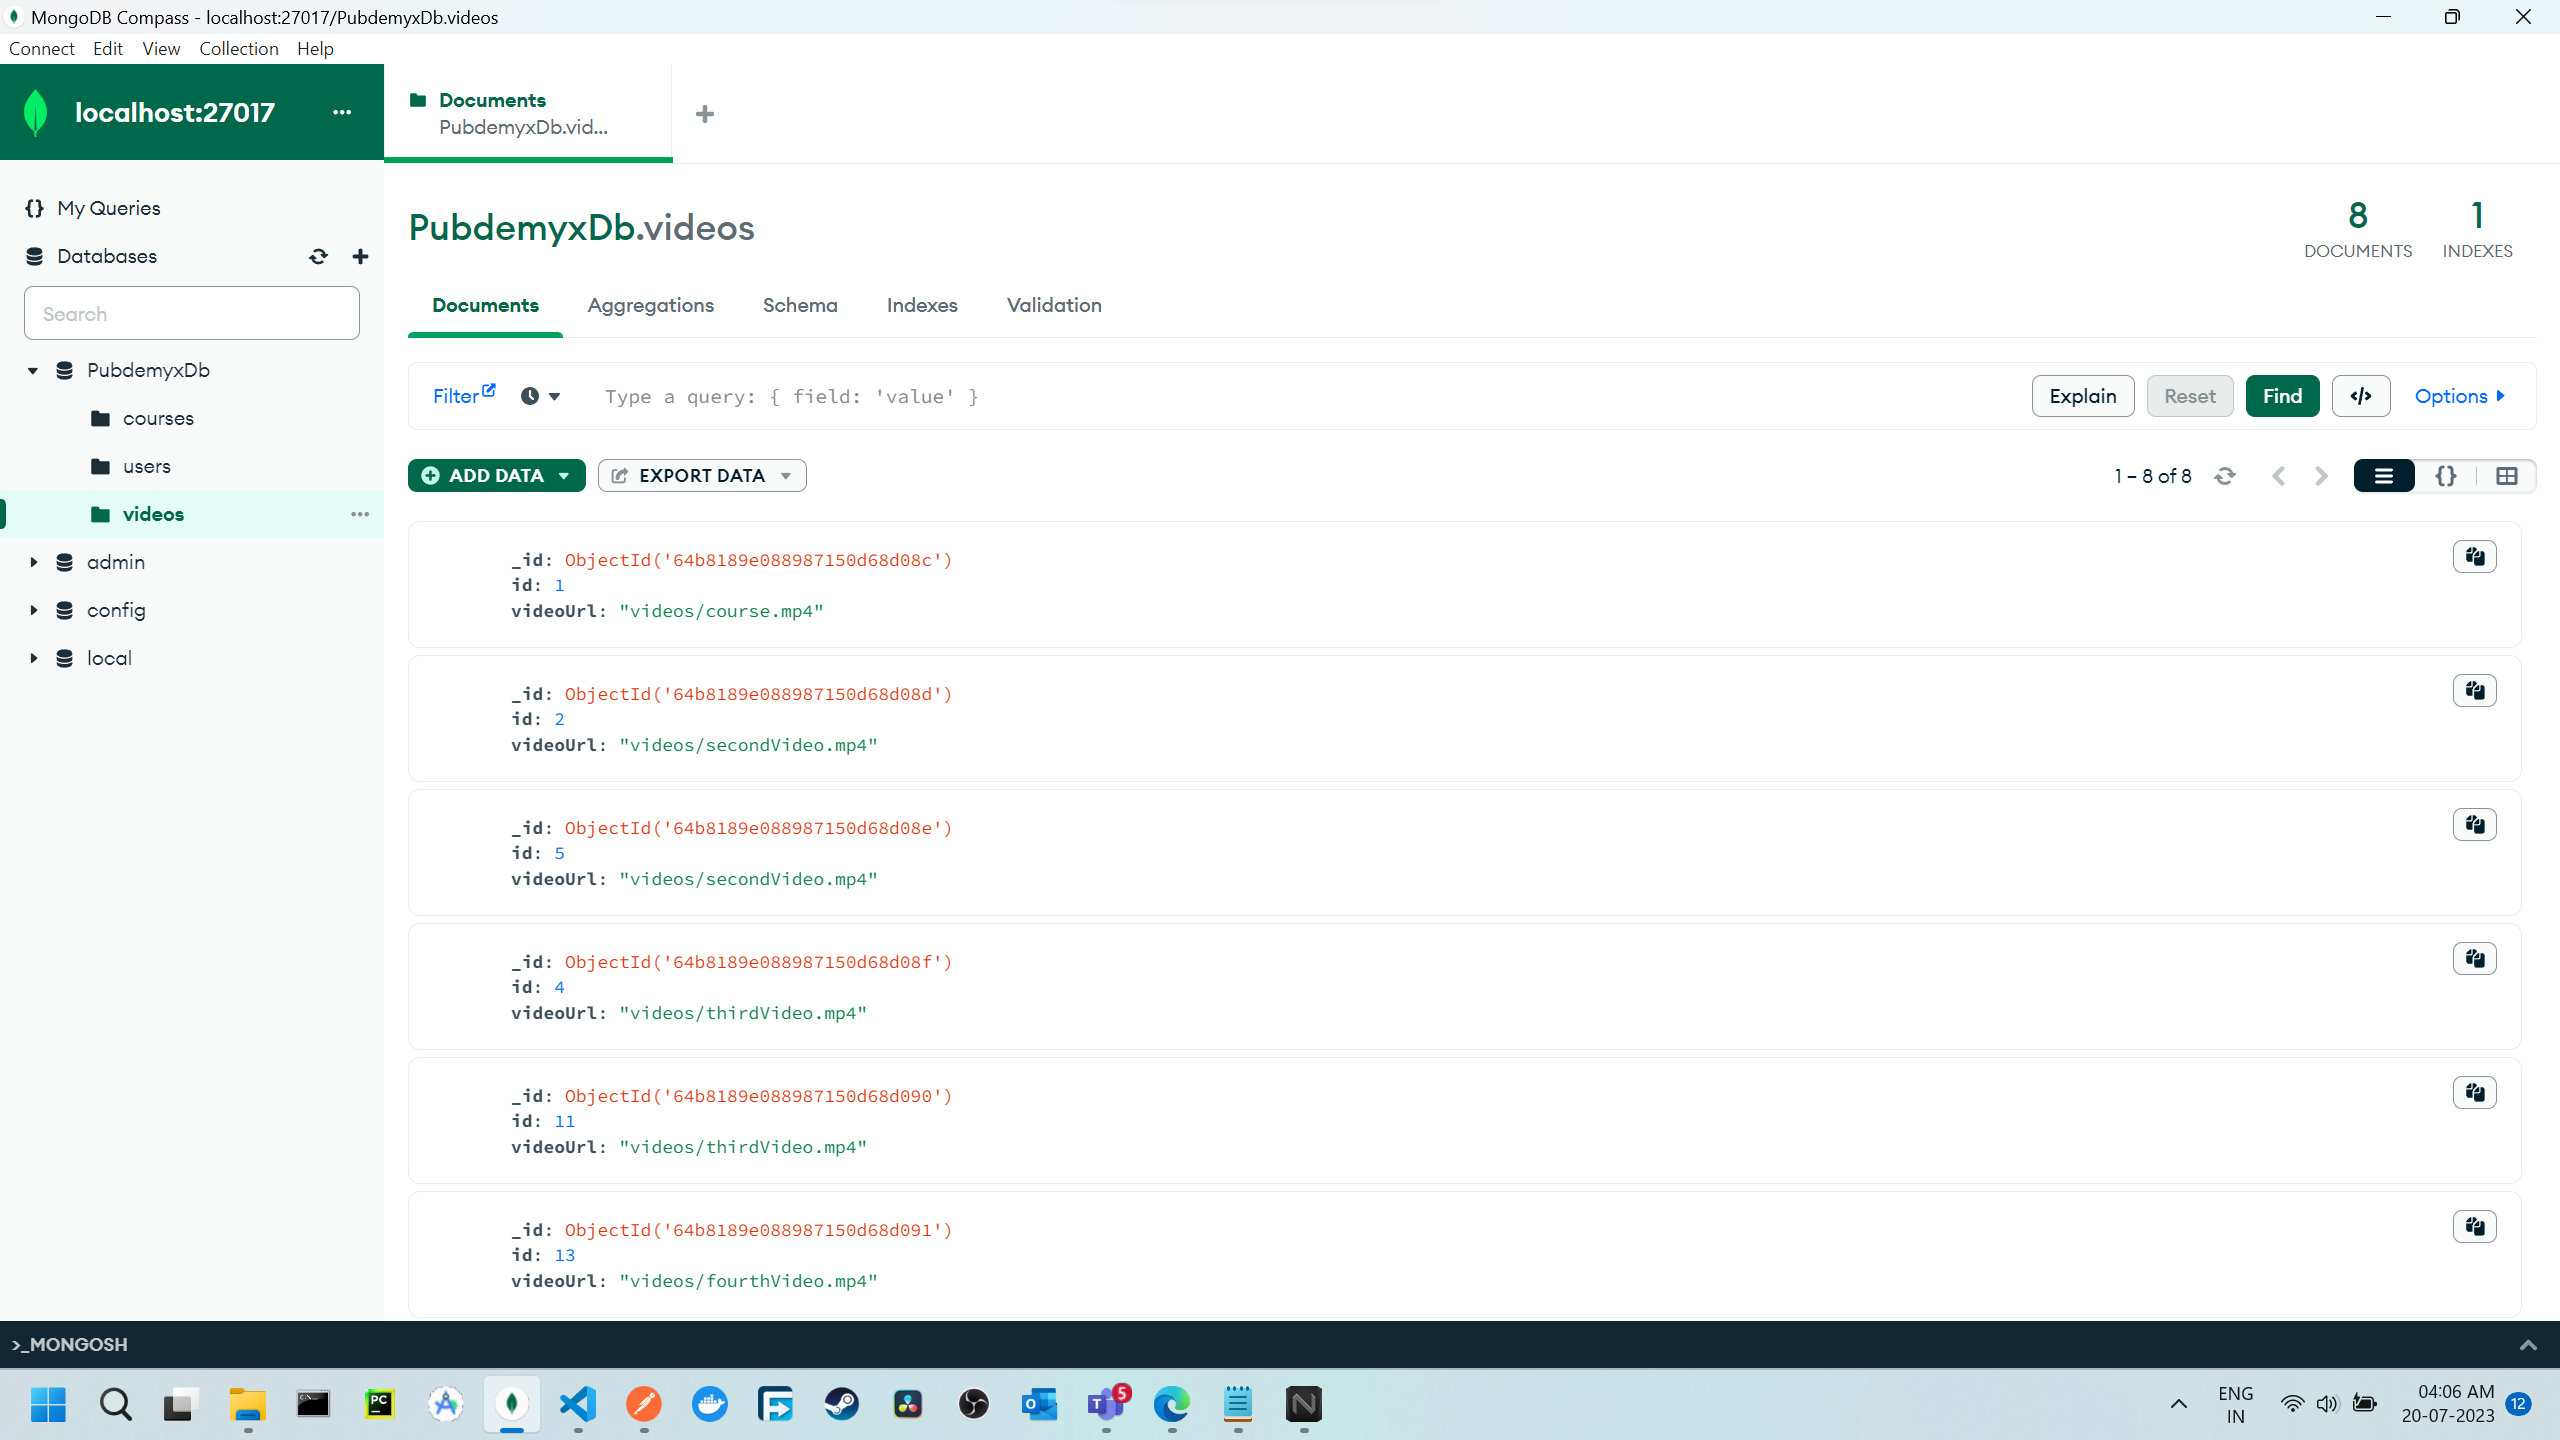 MongoDB Compass - localhost:27017/PubdemyxDb.videos
Connect Edit View Collection Help
localhost:27017
Documents
PubdemyxDb.vid...
My Queries
Databases
Search
PubdemyxDb
courses
users
videos
admin
config
local
PubdemyxDb.videos
8
DOCUMENTS
1
INDEXES
Documents Aggregations Schema Indexes Validation
Filter Type a query: { field: 'value' } Explain Reset Find </> Options
ADD DATA EXPORT DATA 1 – 8 of 8 {}
_id: ObjectId('64b8189e088987150d68d08c')
id: 1
videoUrl: "videos/course.mp4"
_id: ObjectId('64b8189e088987150d68d08d')
id: 2
videoUrl: "videos/secondVideo.mp4"
_id: ObjectId('64b8189e088987150d68d08e')
id: 5
videoUrl: "videos/secondVideo.mp4"
_id: ObjectId('64b8189e088987150d68d08f')
id: 4
videoUrl: "videos/thirdVideo.mp4"
_id: ObjectId('64b8189e088987150d68d090')
id: 11
videoUrl: "videos/thirdVideo.mp4"
_id: ObjectId('64b8189e088987150d68d091')
id: 13
videoUrl: "videos/fourthVideo.mp4"
>_MONGOSH
PC
5
ENG
IN
04:06 AM
20-07-2023
12